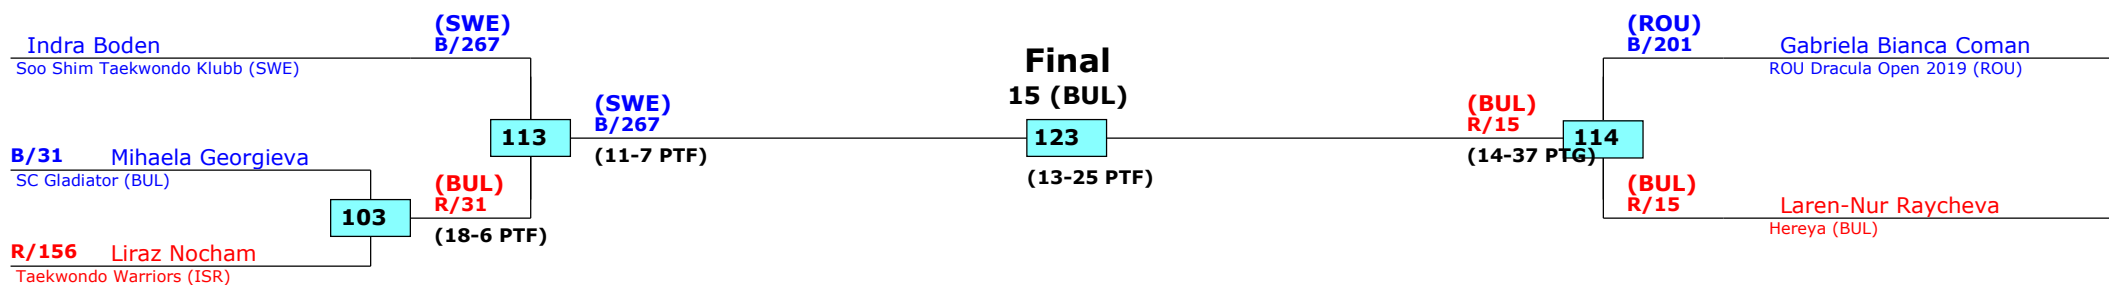 (SWE)
B/267
Indra Boden
Soo Shim Taekwondo Klubb (SWE)
B/31 Mihaela Georgieva
SC Gladiator (BUL)
R/156 Liraz Nocham
Taekwondo Warriors (ISR)
103
(BUL)
R/31
(18-6 PTF)
113
(SWE)
B/267
(11-7 PTF)
Final
15 (BUL)
123
(13-25 PTF)
(BUL)
R/15
(14-37 PTG)
114
(ROU)
B/201
Gabriela Bianca Coman
ROU Dracula Open 2019 (ROU)
(BUL)
R/15
Laren-Nur Raycheva
Hereya (BUL)